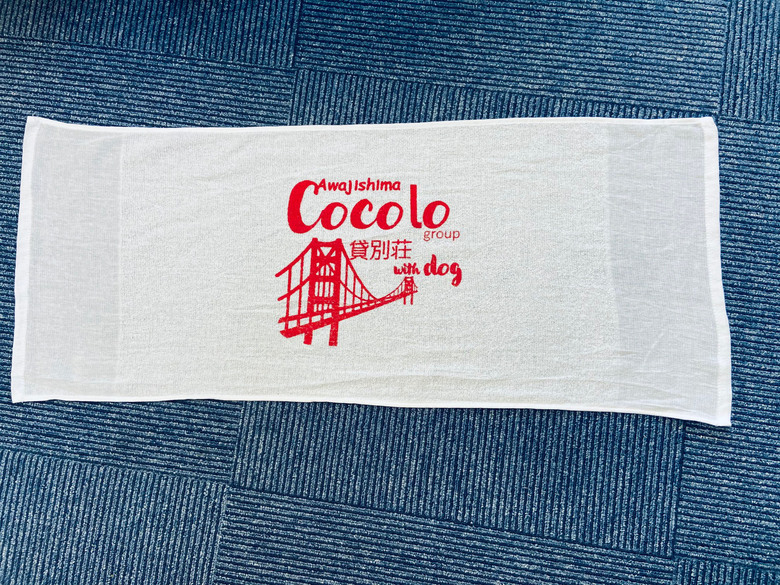 Awajishima
Cocolo
group
貸別荘
with dog